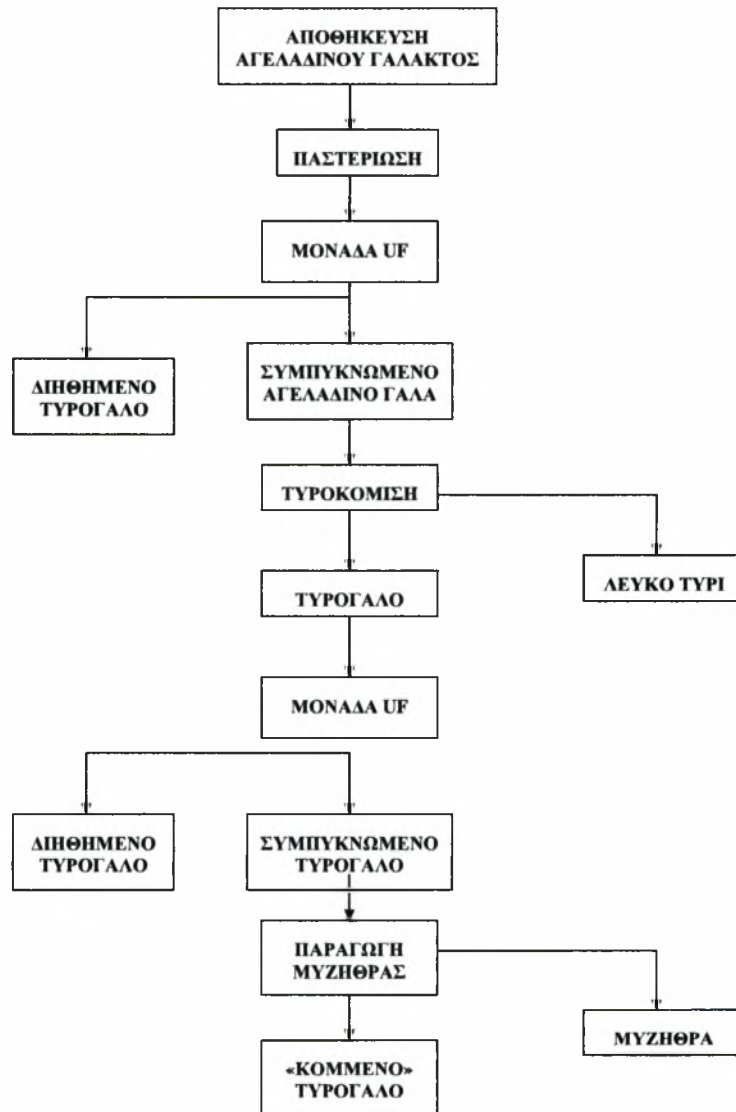 ΑΠΟΘΗΚΕΥΣΗ
ΑΓΕΛΑΔΙΝΟΥ ΓΑΛΑΚΤΟΣ
ΠΑΣΤΕΡΙΩΣΗ
ΜΟΝΑΔΑ UF
ΔΙΗΘΗΜΕΝΟ
ΤΥΡΟΓΑΛΟ
ΣΥΜΠΥΚΝΩΜΕΝΟ
ΑΓΕΛΑΔΙΝΟ ΓΑΛΑ
ΤΥΡΟΚΟΜΙΣΗ
ΤΥΡΟΓΑΛΟ
ΛΕΥΚΟ ΤΥΡΙ
ΜΟΝΑΔΑ UF
ΔΙΗΘΗΜΕΝΟ
ΤΥΡΟΓΑΛΟ
ΣΥΜΠΥΚΝΩΜΕΝΟ
ΤΥΡΟΓΑΛΟ
ΠΑΡΑΓΩΓΗ
ΜΥΖΗΘΡΑΣ
ΜΥΖΗΘΡΑ
«ΚΟΜΜΕΝΟ»
ΤΥΡΟΓΑΛΟ